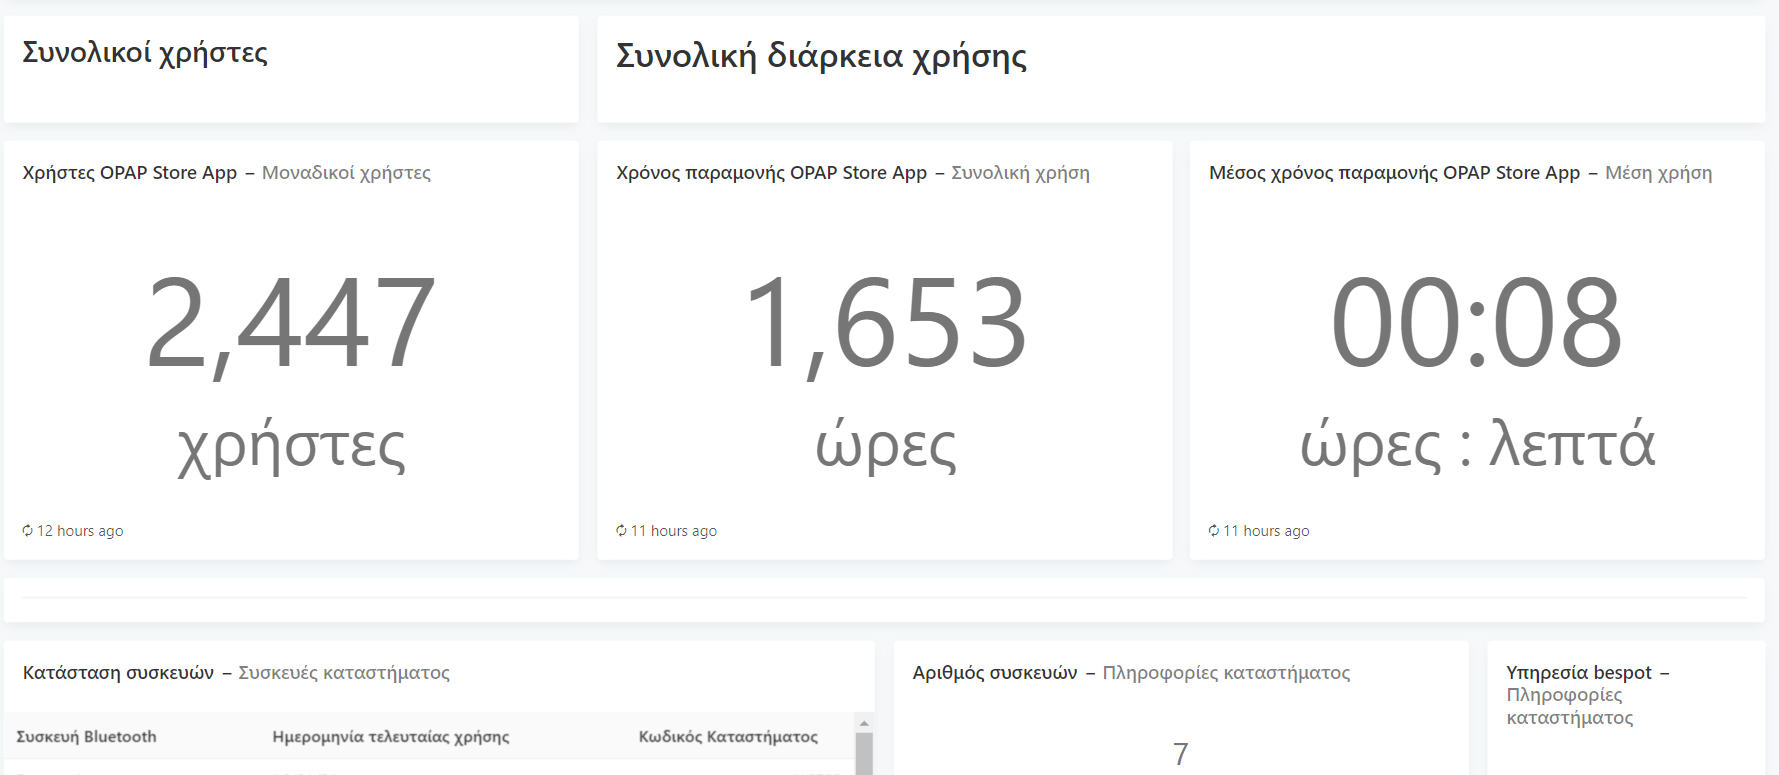 Συνολικοί χρήστες
Συνολική διάρκεια χρήσης
Χρήστες OPAP Store App – Μοναδικοί χρήστες
2,447
χρήστες
12 hours ago
Χρόνος παραμονής OPAP Store App – Συνολική χρήση
1,653
ώρες
11 hours ago
Μέσος χρόνος παραμονής OPAP Store App – Μέση χρήση
00:08
ώρες : λεπτά
11 hours ago
Κατάσταση συσκευών – Συσκευές καταστήματος
Συσκευή Bluetooth Ημερομηνία τελευταίας χρήσης Κωδικός Καταστήματος
Αριθμός συσκευών – Πληροφορίες καταστήματος
7
Υπηρεσία bespot –
Πληροφορίες
καταστήματος